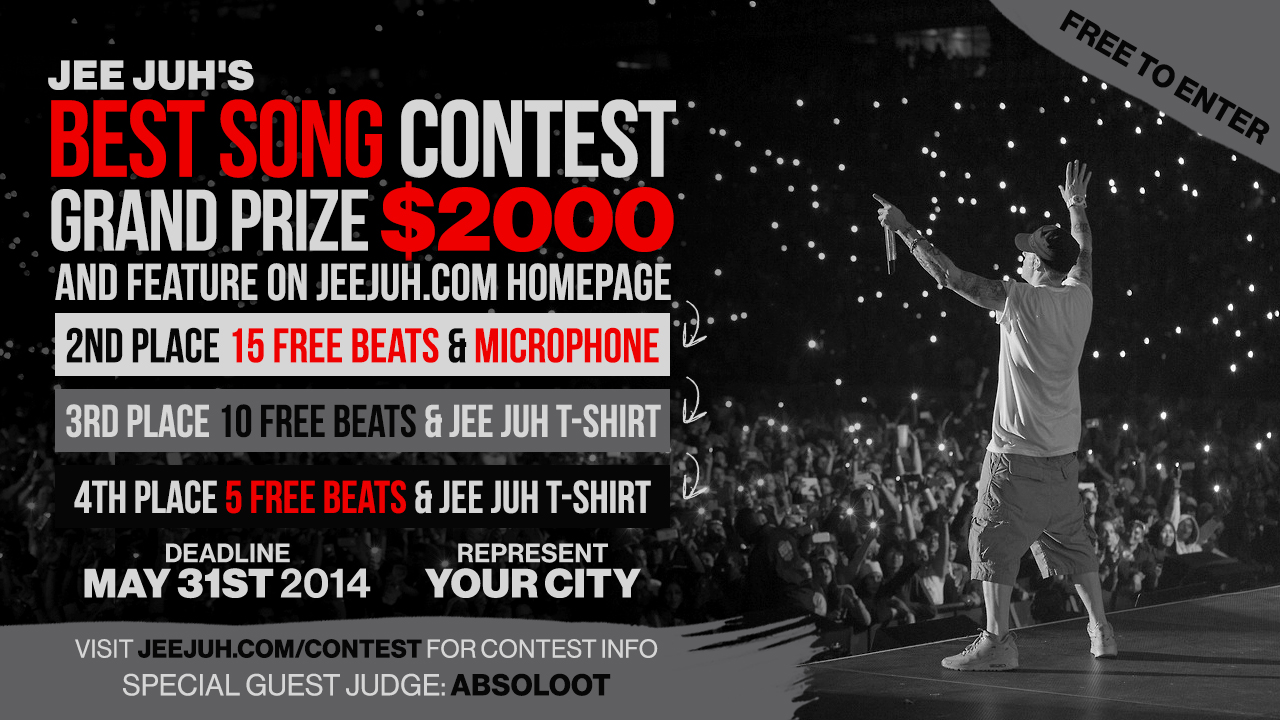 FREE TO ENTER
JEE JUH'S
BEST SONG CONTEST
GRAND PRIZE $2000
AND FEATURE ON JEEJUH.COM HOMEPAGE
2ND PLACE 15 FREE BEATS & MICROPHONE
3RD PLACE 10 FREE BEATS & JEE JUH T-SHIRT
4TH PLACE 5 FREE BEATS & JEE JUH T-SHIRT
DEADLINE
MAY 31ST 2014
REPRESENT
YOUR CITY
VISIT JEEJUH.COM/CONTEST FOR CONTEST INFO
SPECIAL GUEST JUDGE: ABSOLOOT